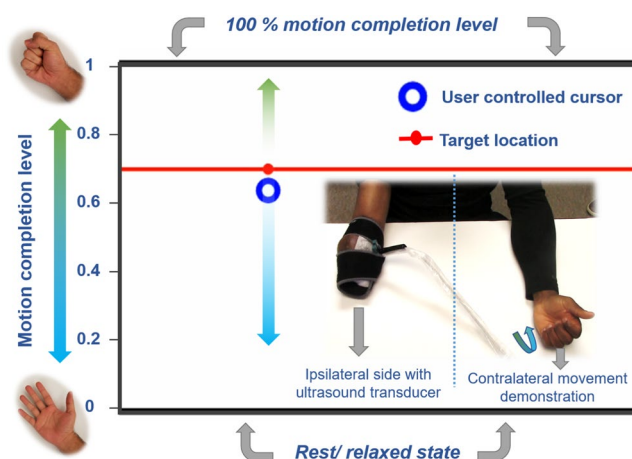 100 % motion completion level
1
0.8
0.6
0.4
0.2
0
Motion completion level
User controlled cursor
Target location
Ipsilateral side with
ultrasound transducer
Contralateral movement
demonstration
Rest/ relaxed state